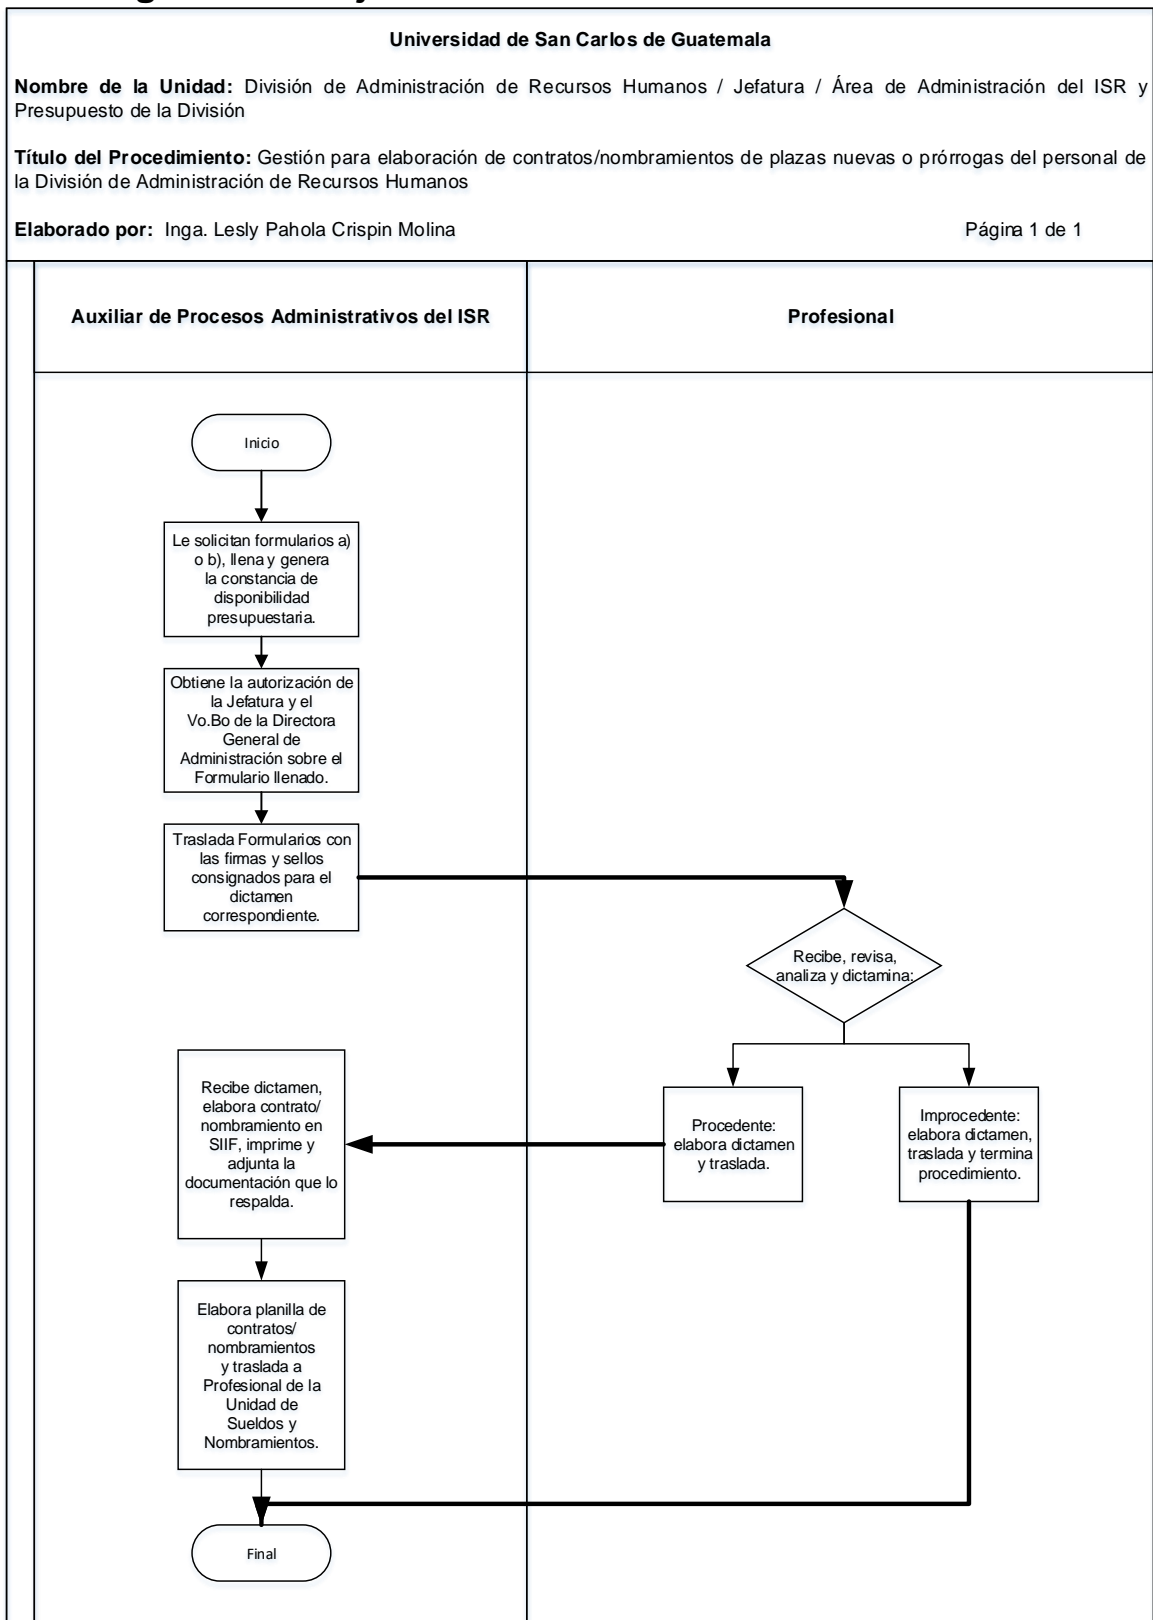 Universidad de San Carlos de Guatemala
Nombre de la Unidad: División de Administración de Recursos Humanos / Jefatura / Área de Administración del ISR y
Presupuesto de la División
Título del Procedimiento: Gestión para elaboración de contratos/nombramientos de plazas nuevas o prórrogas del personal de
la División de Administración de Recursos Humanos
Elaborado por: Inga. Lesly Pahola Crispin Molina Página 1 de 1
Auxiliar de Procesos Administrativos del ISR
Profesional
Inicio
Le solicitan formularios a)
o b), llena y genera
la constancia de
disponibilidad
presupuestaria.
Obtiene la autorización de
la Jefatura y el
Vo.Bo de la Directora
General de
Administración sobre el
Formulario llenado.
Traslada Formularios con
las firmas y sellos
consignados para el
dictamen
correspondiente.
Recibe, revisa,
analiza y dictamina:
Procedente:
elabora dictamen
y traslada.
Improcedente:
elabora dictamen,
traslada y termina
procedimiento.
Recibe dictamen,
elabora contrato/
nombramiento en
SIIF, imprime y
adjunta la
documentación que lo
respalda.
Elabora planilla de
contratos/
nombramientos
y traslada a
Profesional de la
Unidad de
Sueldos y
Nombramientos.
Final